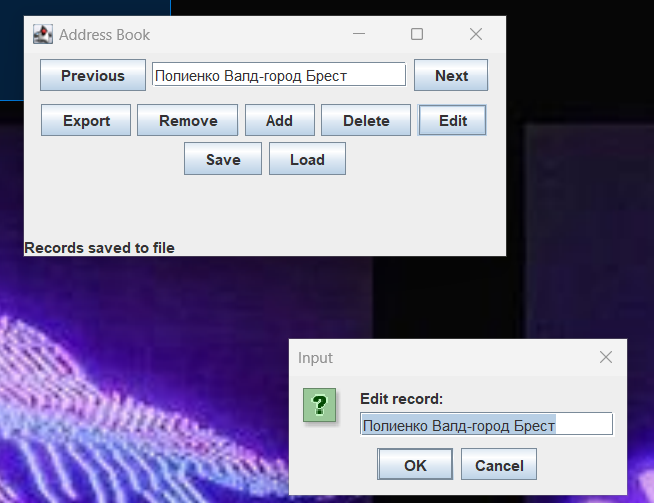 Address Book
Previous Полиенко Валд-город Брест Next
Export Remove Add Delete Edit
Save Load
Records saved to file
Input
Edit record:
Полиенко Валд-город Брест
OK Cancel